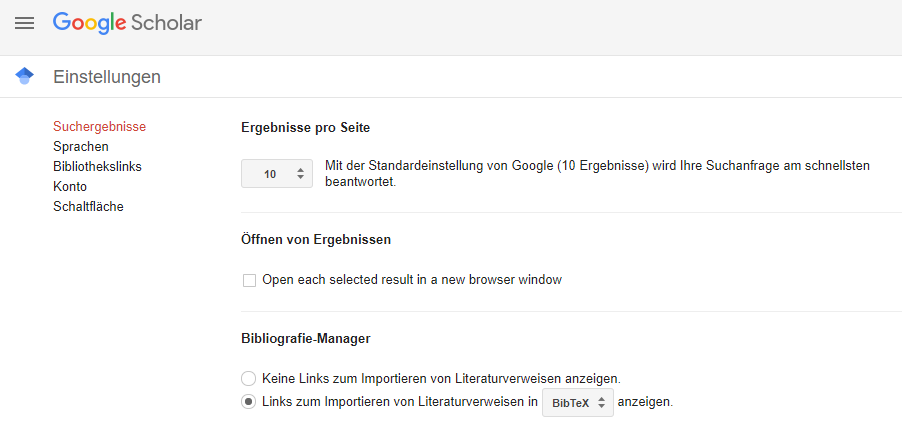 Google Scholar
Einstellungen
Suchergebnisse
Sprachen
Bibliothekslinks
Konto
Schaltfläche
Ergebnisse pro Seite
10
Mit der Standardeinstellung von Google (10 Ergebnisse) wird Ihre Suchanfrage am schnellsten
beantwortet.
Öffnen von Ergebnissen
Open each selected result in a new browser window
Bibliografie-Manager
Keine Links zum Importieren von Literaturverweisen anzeigen.
Links zum Importieren von Literaturverweisen in BibTeX anzeigen.